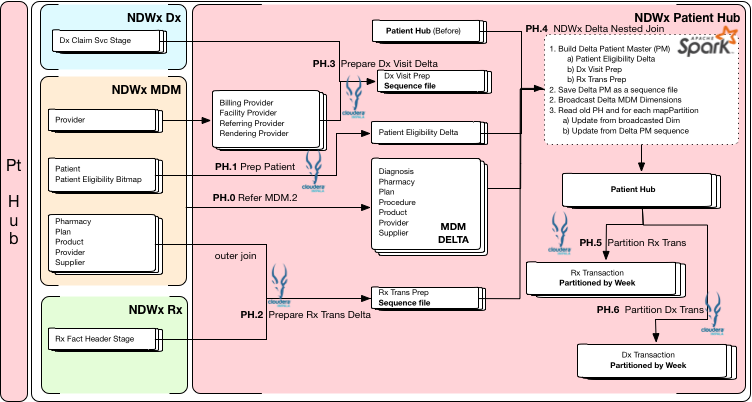 Pt
H
u
b
NDWx Dx
Dx Claim Svc Stage
NDWx MDM
Provider
Patient
Patient Eligibility Bitmap
Pharmacy
Plan
Product
Provider
Supplier
NDWx Rx
Rx Fact Header Stage
NDWx Patient Hub
Billing Provider
Facility Provider
Referring Provider
Rendering Provider
PH.1 Prep Patient
cloudera
PH.0 Refer MDM.2
outer join
cloudera
PH.2 Prepare Rx Trans Delta
Patient Hub (Before)
PH.3 Prepare Dx Visit Delta
cloudera
Dx Visit Prep
Sequence file
Patient Eligibility Delta
Diagnosis
Pharmacy
Plan
Procedure
Product
Provider
Supplier
MDM
DELTA
Rx Trans Prep
Sequence file
PH.4 NDWx Delta Nested Join
APACHE
Spark
1. Build Delta Patient Master (PM)
a) Patient Eligibility Delta
b) Dx Visit Prep
b) Rx Trans Prep
2. Save Delta PM as a sequence file
2. Broadcast Delta MDM Dimensions
3. Read old PH and for each mapPartition
a) Update from broadcasted Dim
b) Update from Delta PM sequence
Patient Hub
cloudera
PH.5 Partition Rx Trans
Rx Transaction
Partitioned by Week
PH.6 Partition Dx Trans
cloudera
Dx Transaction
Partitioned by Week